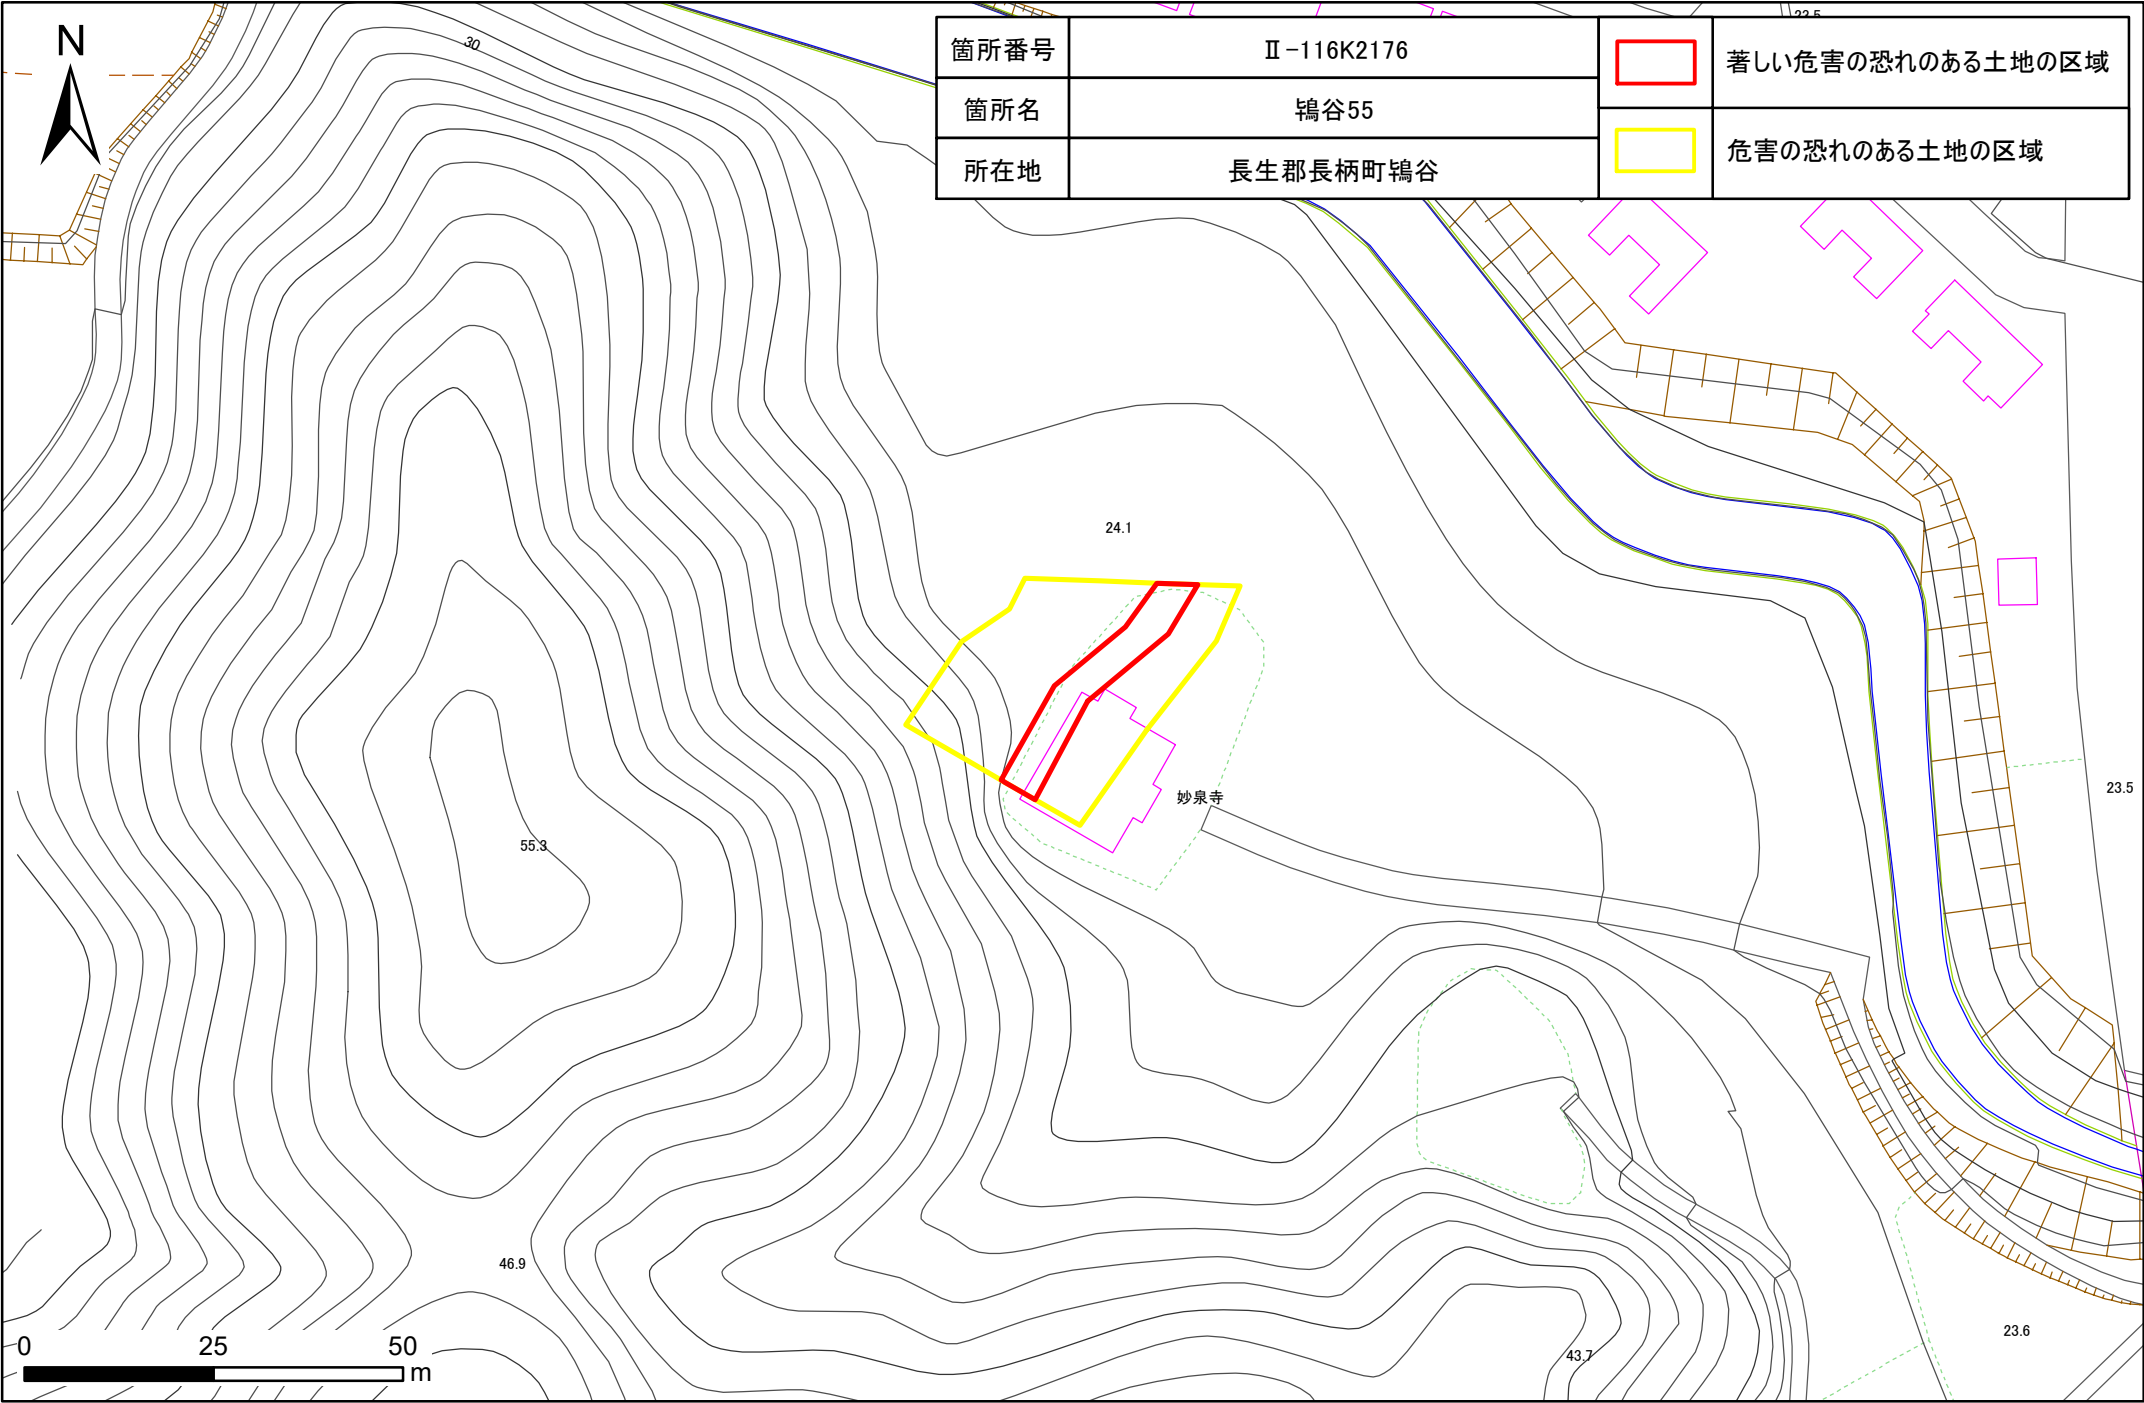 N
30
23.5
箇所番号 Ⅱ-116K2176
著しい危害の恐れのある土地の区域
箇所名 鴇谷55
危害の恐れのある土地の区域
所在地 長生郡長柄町鴇谷
24.1
妙泉寺
23.5
55.3
46.9
43.7
23.6
0 25 50
m